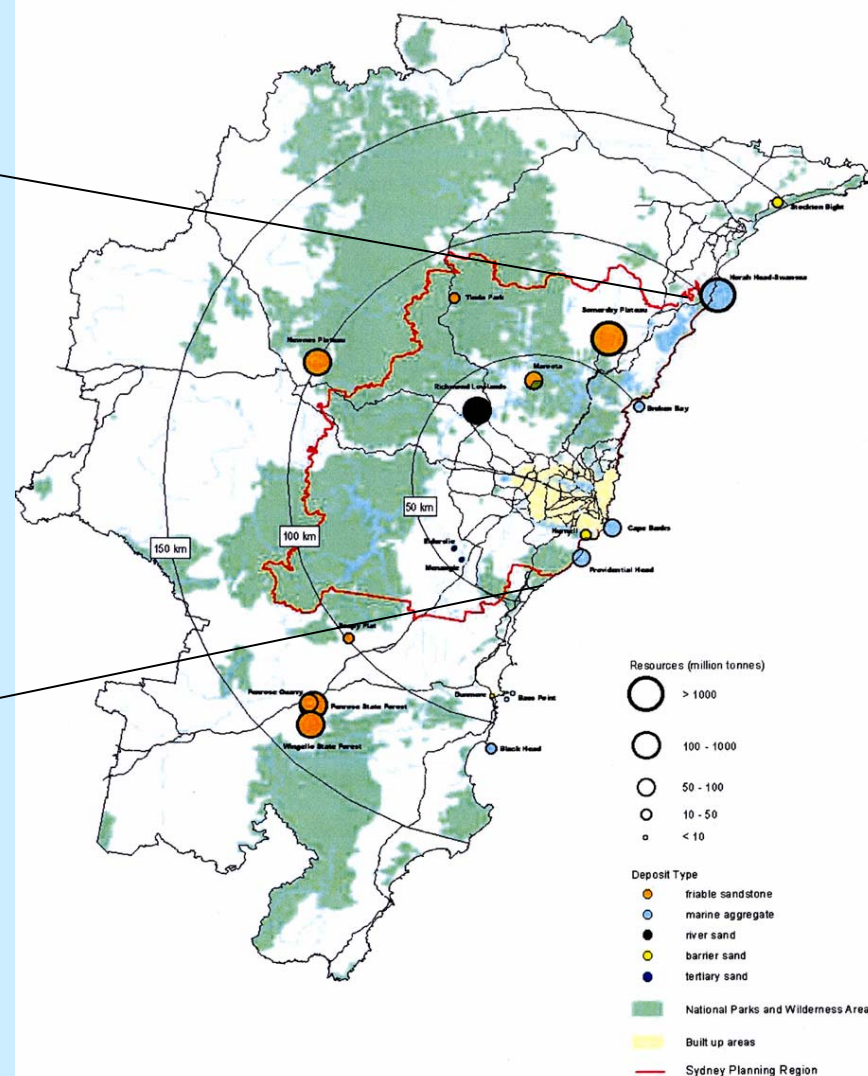 Stockton Bight
Norah Head-Swansea
Tinda Park
Somersby Plateau
Newnes Plateau
Maroota
Richmond Lowlands
Broken Bay
50 km
Cape Banks
Kurnell
100 km
150 km
Elderslie
Menangle
Providential Head
Penrose Quarry
Penrose State Forest
Dunmore
Bass Point
Wingello State Forest
Black Head
Resources (million tonnes)
> 1000
100 - 1000
50 - 100
10 - 50
< 10
Deposit Type
friable sandstone
marine aggregate
river sand
barrier sand
tertiary sand
National Parks and Wilderness Area
Built up areas
Sydney Planning Region